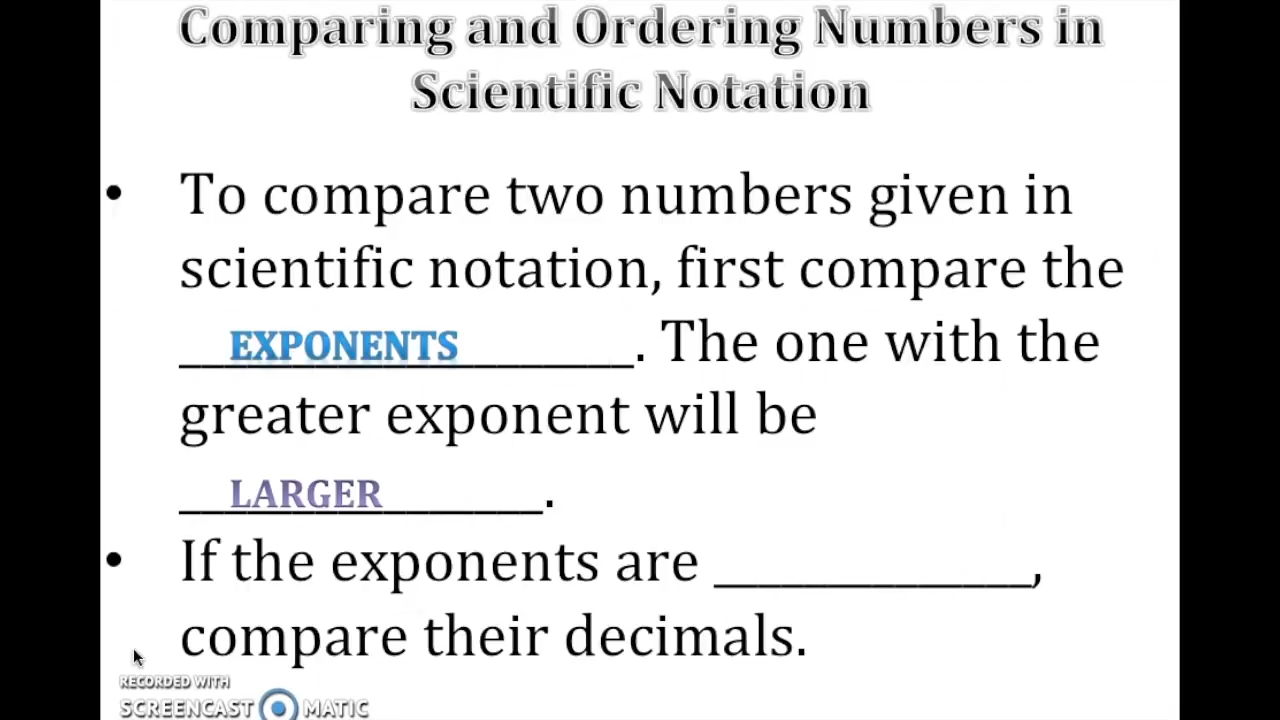 Comparing and Ordering Numbers in
Scientific Notation
• To compare two numbers given in
scientific notation, first compare the
__EXPONENTS________. The one with the
greater exponent will be
__LARGER_______.
• If the exponents are ______________,
compare their decimals.
RECORDED WITH
SCREENCAST MATIC